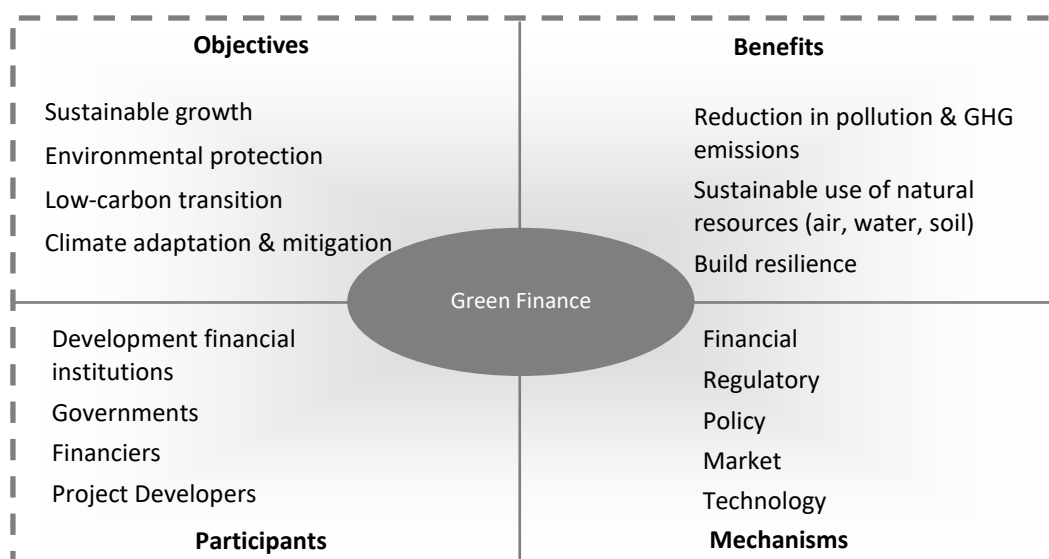 Objectives
Sustainable growth
Environmental protection
Low-carbon transition
Climate adaptation & mitigation
Benefits
Reduction in pollution & GHG
emissions
Sustainable use of natural
resources (air, water, soil)
Build resilience
Green Finance
Development financial
institutions
Governments
Financiers
Project Developers
Participants
Financial
Regulatory
Policy
Market
Technology
Mechanisms